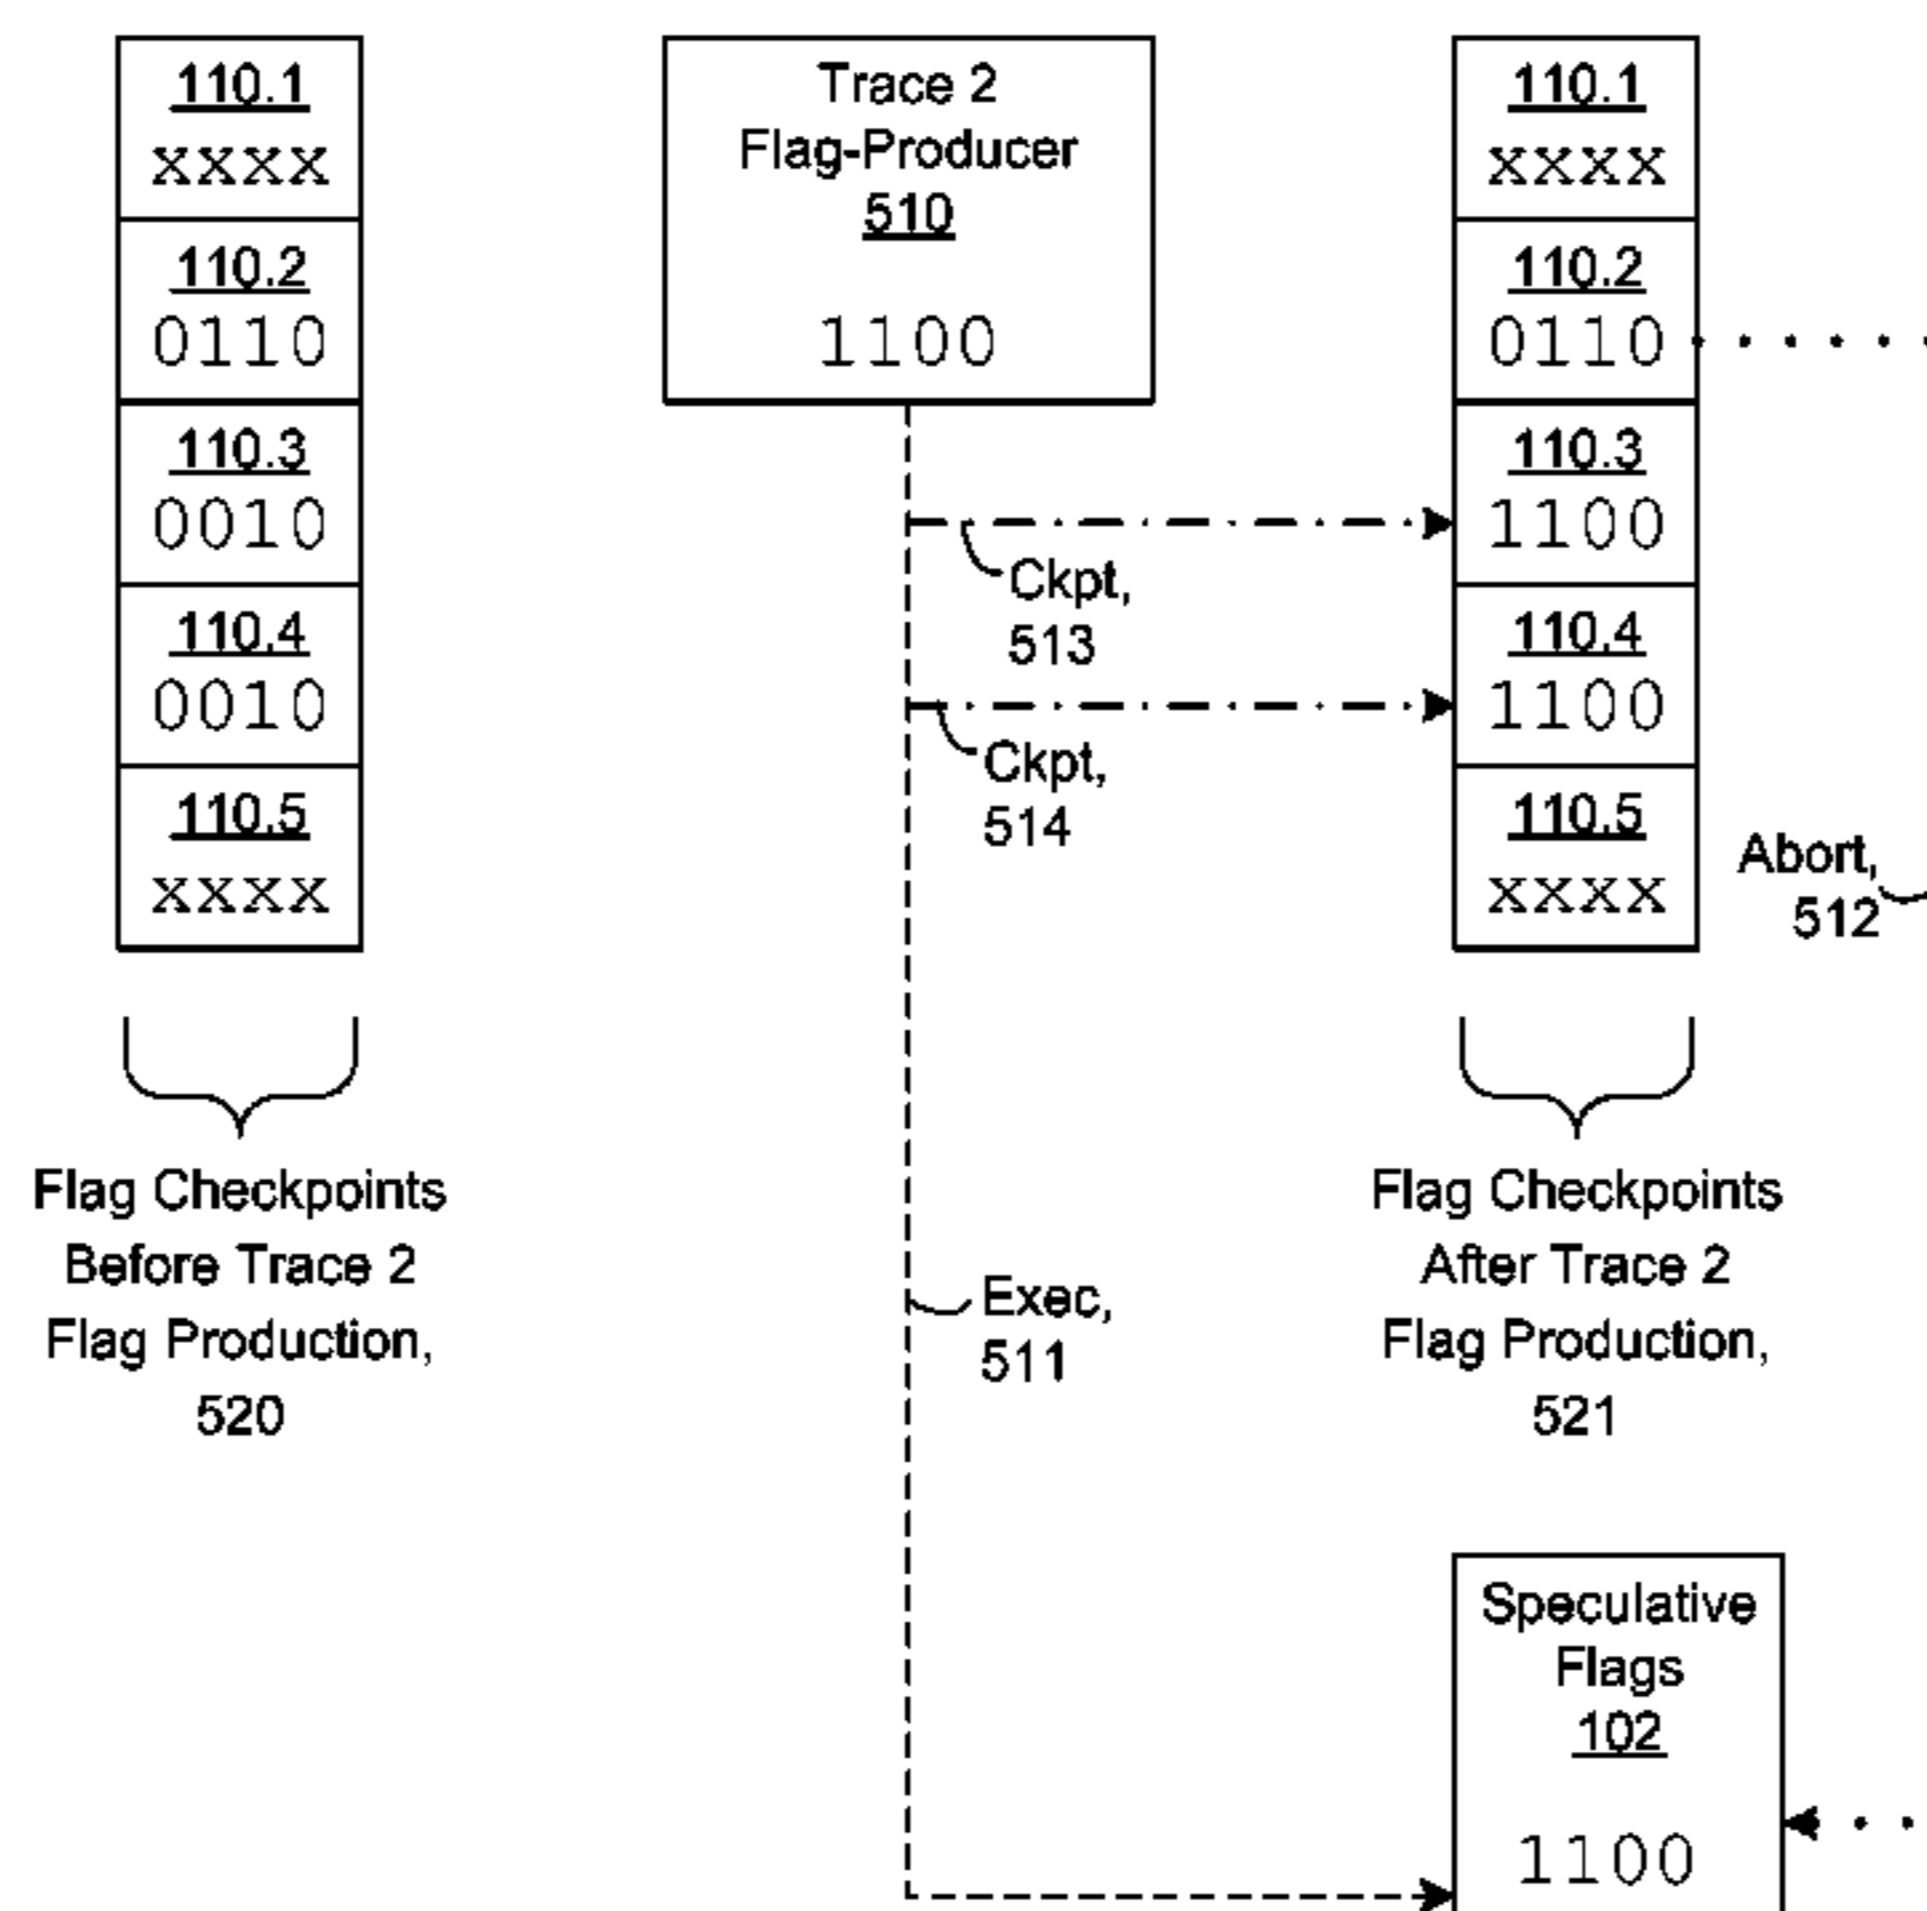 110.1
xxxx
110.2
0110
110.3
0010
110.4
0010
110.5
xxxx
Flag Checkpoints
Before Trace 2
Flag Production,
520
Trace 2
Flag-Producer
510
1100
Ckpt,
513
Ckpt,
514
Exec,
511
110.1
xxxx
110.2
0110
110.3
1100
110.4
1100
110.5
xxxx
Abort,
512
Flag Checkpoints
After Trace 2
Flag Production,
521
Speculative
Flags
102
1100